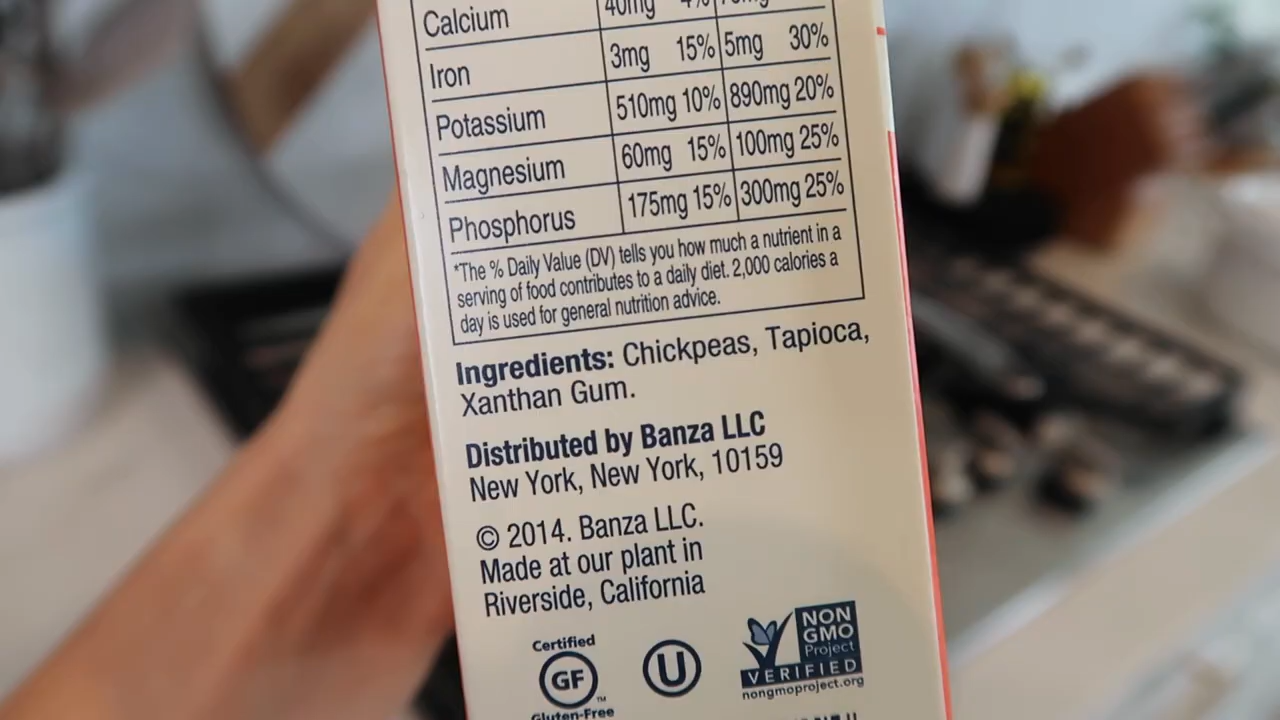 Calcium 40mg 4%
Iron 3mg 15% 5mg 30%
Potassium 510mg 10% 890mg 20%
Magnesium 60mg 15% 100mg 25%
Phosphorus 175mg 15% 300mg 25%
*The % Daily Value (DV) tells you how much a nutrient in a
serving of food contributes to a daily diet. 2,000 calories a
day is used for general nutrition advice.
Ingredients: Chickpeas, Tapioca,
Xanthan Gum.
Distributed by Banza LLC
New York, New York, 10159
© 2014. Banza LLC.
Made at our plant in
Riverside, California
Certified
GF
TM
Gluten-Free
U
NON
GMO
Project
VERIFIED
nongmoproject.org